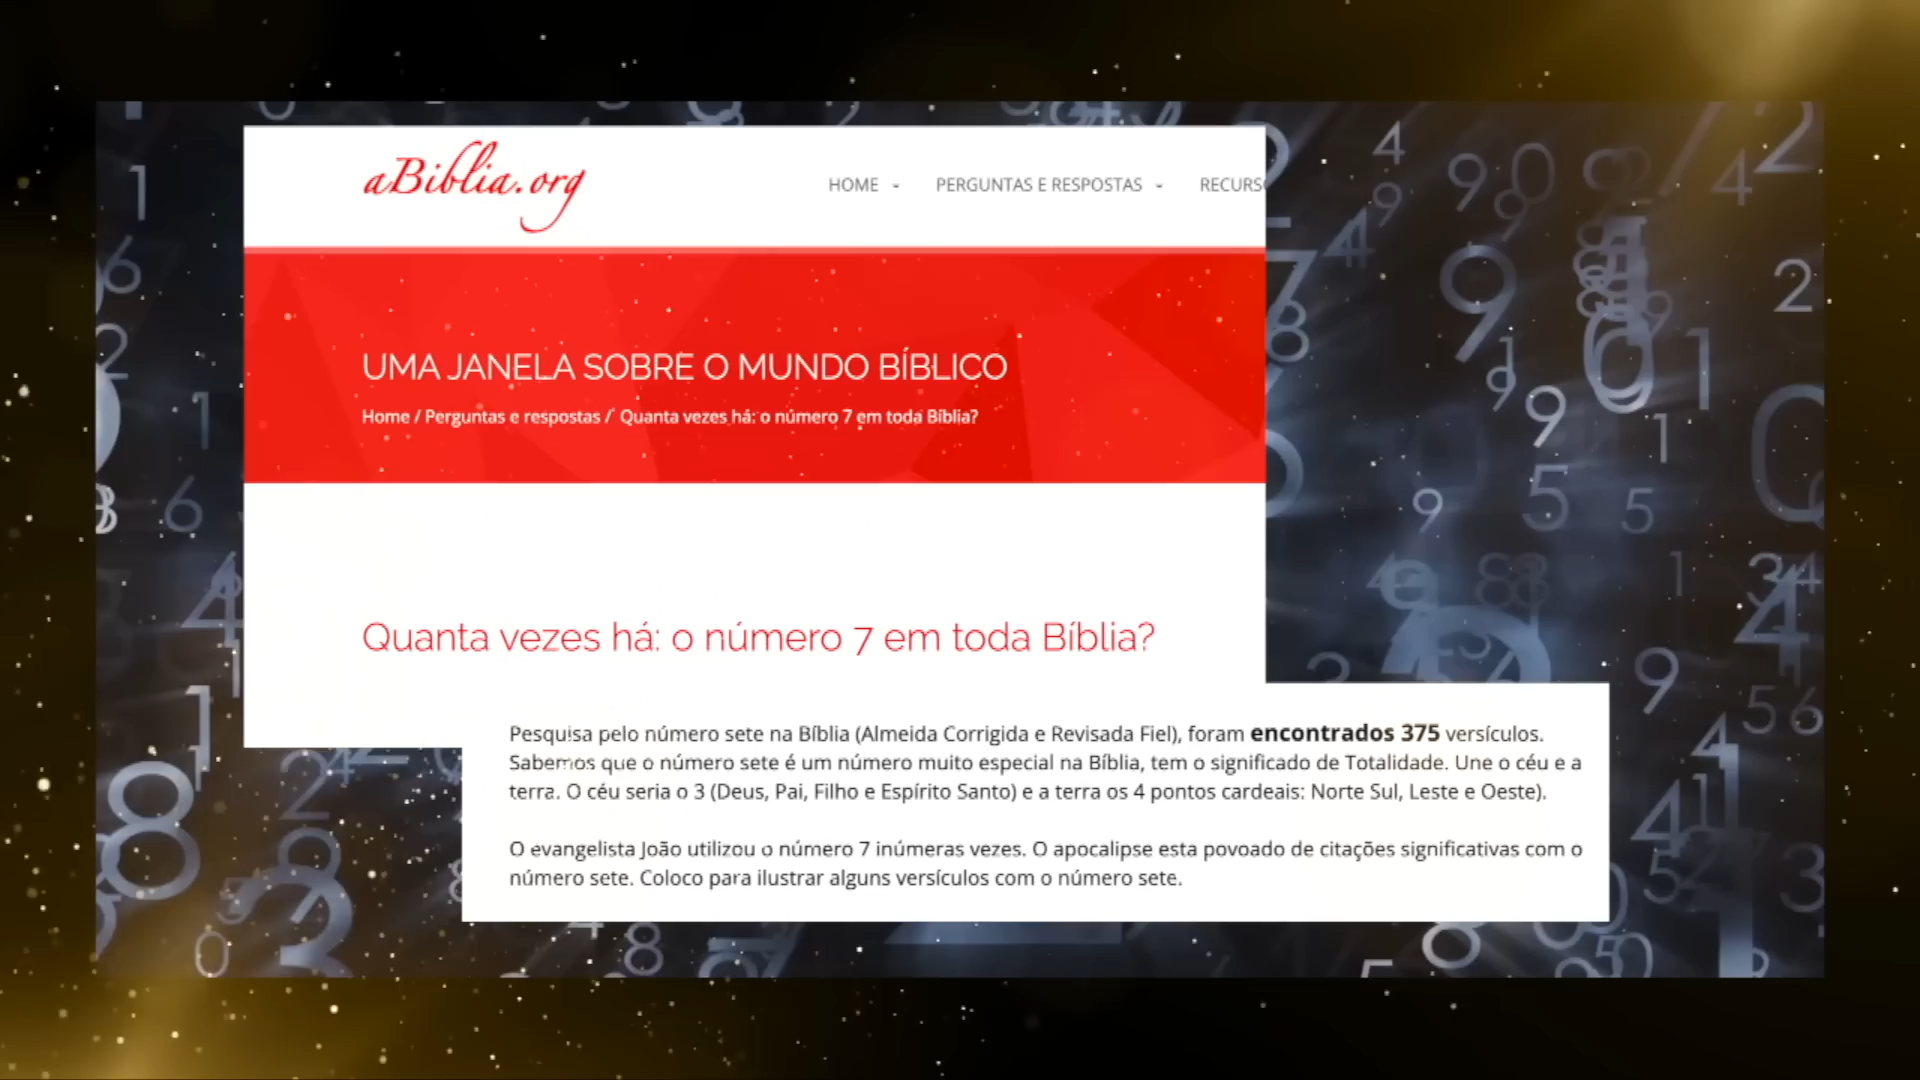 aBiblia.org
HOME PERGUNTAS E RESPOSTAS
UMA JANELA SOBRE O MUNDO BÍBLICO
Home / Perguntas e respostas / Quanta vezes há: o número 7 em toda Bíblia?
Quanta vezes há: o número 7 em toda Bíblia?
Pesquisa pelo número sete na Bíblia (Almeida Corrigida e Revisada Fiel), foram encontrados 375 versículos.
Sabemos que o número sete é um número muito especial na Bíblia, tem o significado de Totalidade. Une o céu e a
terra. O céu seria o 3 (Deus, Pai, Filho e Espírito Santo) e a terra os 4 pontos cardeais: Norte Sul, Leste e Oeste).
O evangelista João utilizou o número 7 inúmeras vezes. O apocalipse esta povoado de citações significativas com o
número sete. Coloco para ilustrar alguns versículos com o número sete.